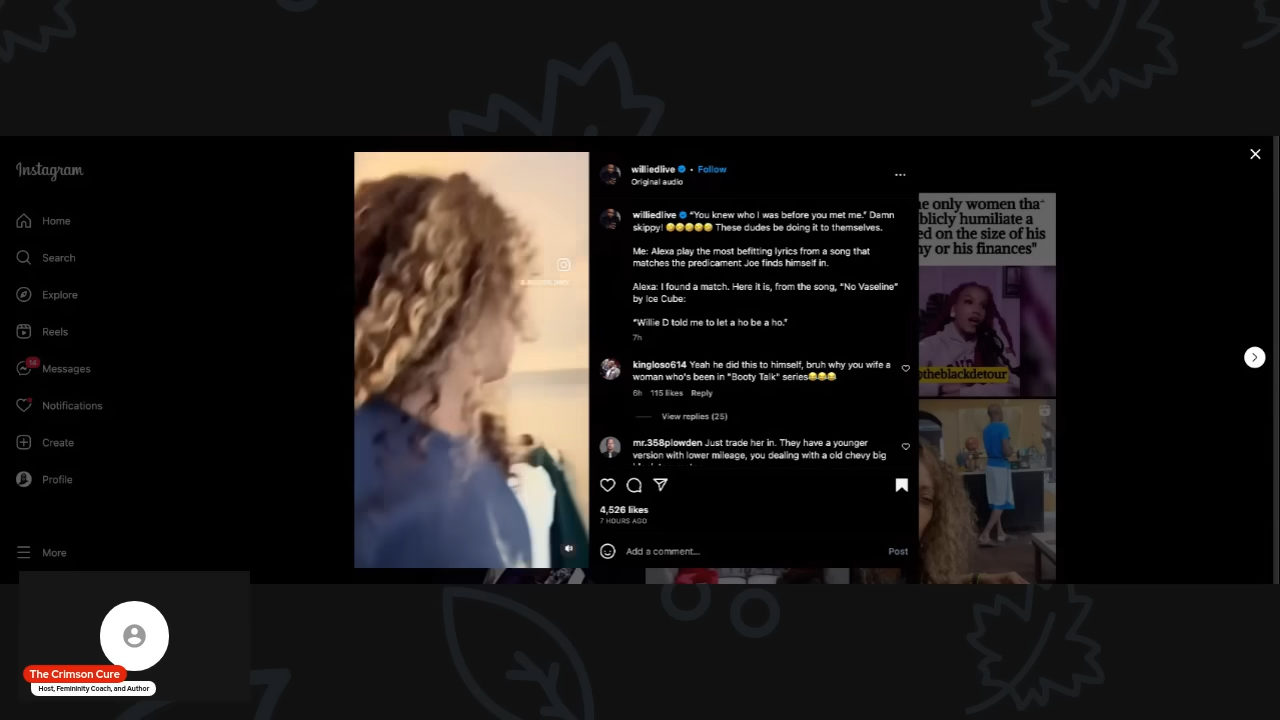 Instagram
Home
Search
Explore
Reels
14
Messages
Notifications
Create
Profile
More
williedlive • Follow
Original audio
williedlive "You knew who I was before you met me." Damn
skippy! 🤣🤣🤣🤣🤣 These dudes be doing it to themselves.
Me: Alexa play the most befitting lyrics from a song that
matches the predicament Joe finds himself in.
Alexa: I found a match. Here it is, from the song, "No Vaseline"
by Ice Cube:
"Willie D told me to let a ho be a ho."
7h
kingloso614 Yeah he did this to himself, bruh why you wife a
woman who's been in "Booty Talk" series😂😂😂
6h 115 likes Reply
View replies (25)
mr.358plowden Just trade her in. They have a younger
version with lower mileage, you dealing with a old chevy big
4,526 likes
7 HOURS AGO
Add a comment...
Post
e only women tha
blicly humiliate a
ed on the size of his
ny or his finances"
theblackdetour
The Crimson Cure
Host, Femininity Coach, and Author